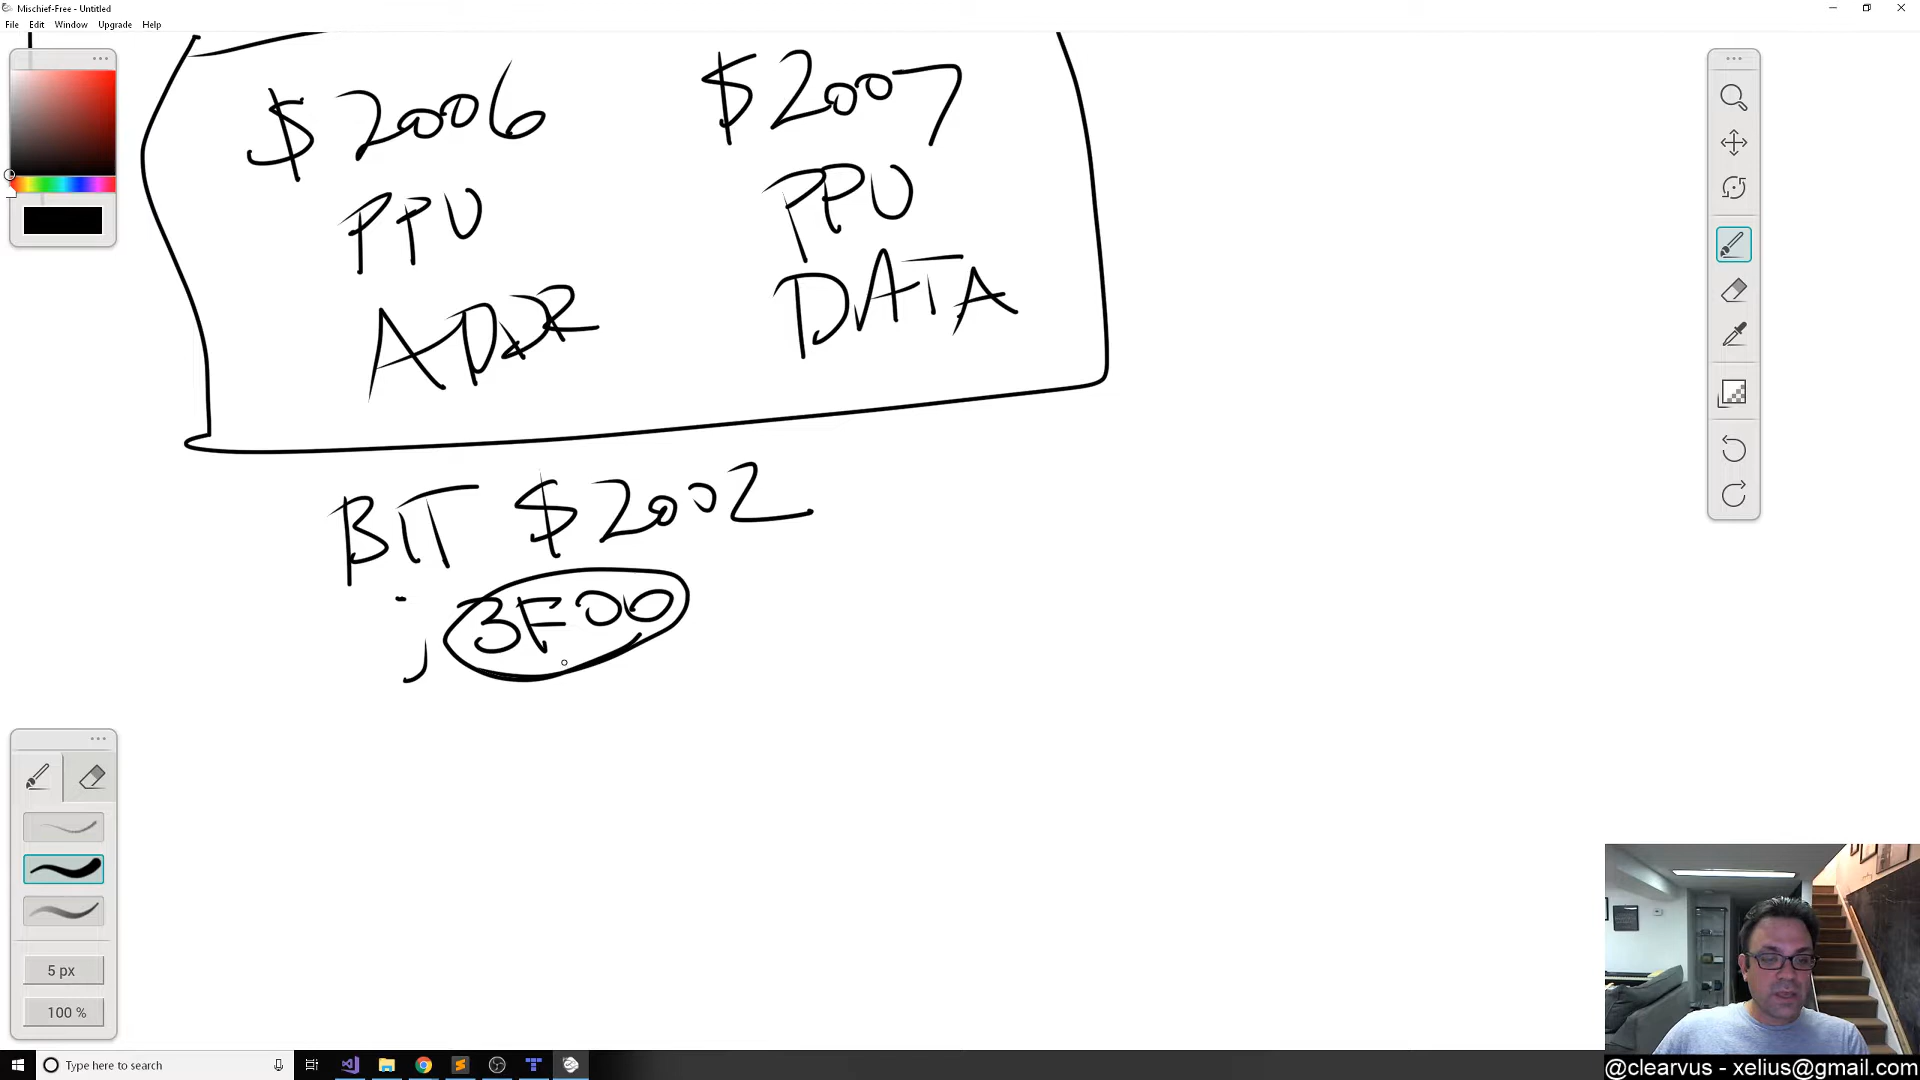 Mischief-Free - Untitled
File Edit Window Upgrade Help
$2006 $2007
PPU PPU
ADDR DATA
BIT $2002
; 3F00
5 px
100 %
Type here to search
@clearvus - xelius@gmail.com